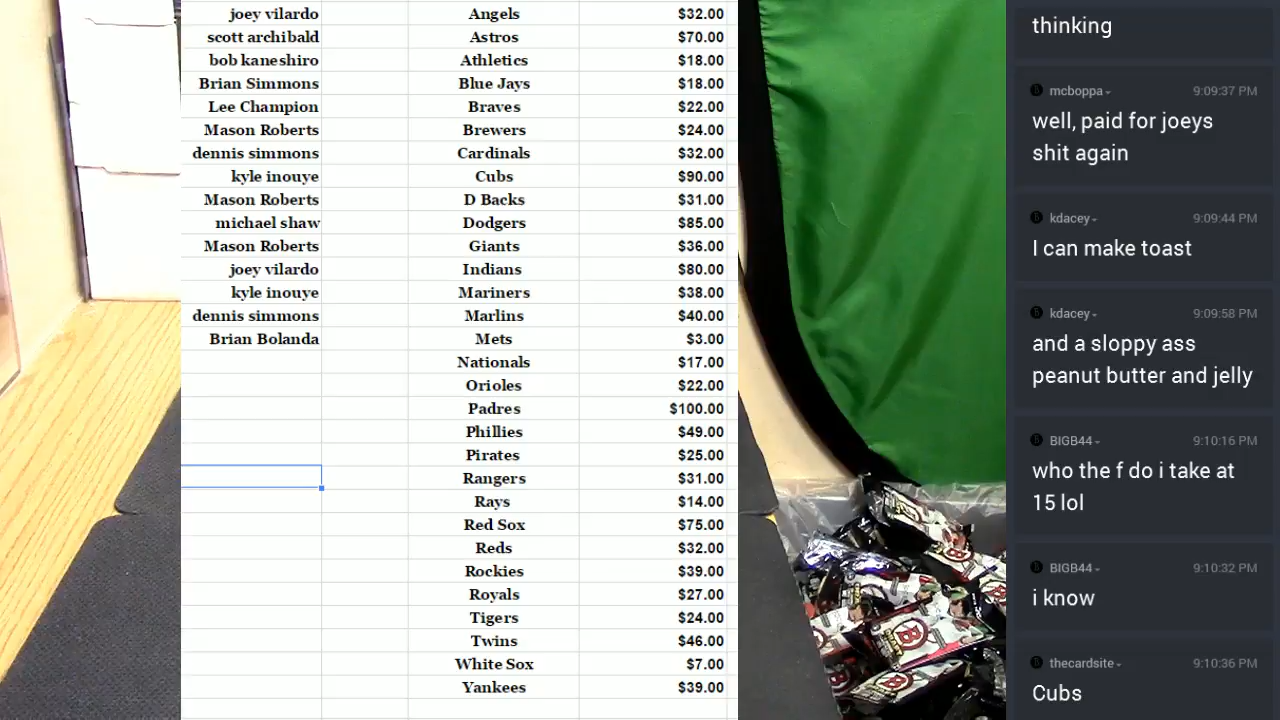 joey vilardo Angels $32.00
scott archibald Astros $70.00
bob kaneshiro Athletics $18.00
Brian Simmons Blue Jays $18.00
Lee Champion Braves $22.00
Mason Roberts Brewers $24.00
dennis simmons Cardinals $32.00
kyle inouye Cubs $90.00
Mason Roberts D Backs $31.00
michael shaw Dodgers $85.00
Mason Roberts Giants $36.00
joey vilardo Indians $80.00
kyle inouye Mariners $38.00
dennis simmons Marlins $40.00
Brian Bolanda Mets $3.00
Nationals $17.00
Orioles $22.00
Padres $100.00
Phillies $49.00
Pirates $25.00
Rangers $31.00
Rays $14.00
Red Sox $75.00
Reds $32.00
Rockies $39.00
Royals $27.00
Tigers $24.00
Twins $46.00
White Sox $7.00
Yankees $39.00
thinking
mcboppa 9:09:37 PM
well, paid for joeys
shit again
kdacey 9:09:44 PM
I can make toast
kdacey 9:09:58 PM
and a sloppy ass
peanut butter and jelly
BIGB44 9:10:16 PM
who the f do i take at
15 lol
BIGB44 9:10:32 PM
i know
thecardsite 9:10:36 PM
Cubs